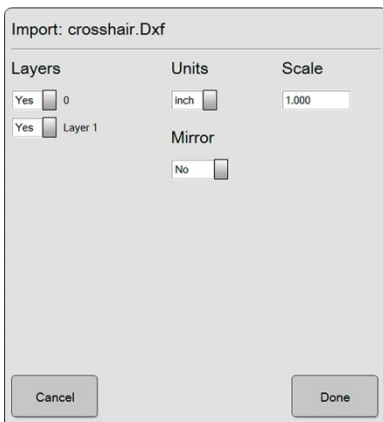 Import: crosshair.Dxf
Layers Units Scale
Yes 0 inch 1.000
Yes Layer 1
Mirror
No
Cancel Done